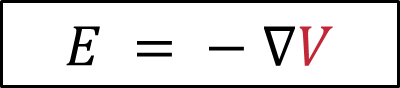 E = − ∇V